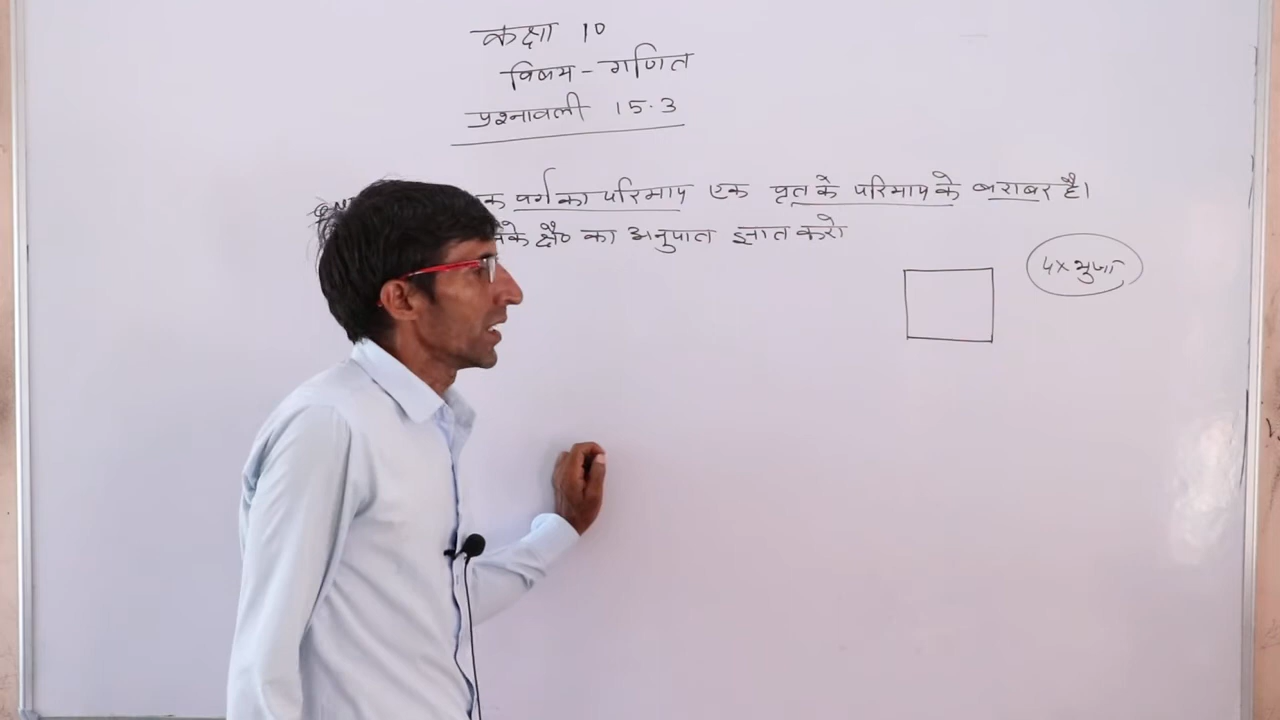 कक्षा 10
विषय - गणित
प्रश्नावली 15.3
वर्ग का परिमाप एक वृत के परिमाप के बराबर है।
क्षै० का अनुपात ज्ञात करो
4 x भुजा